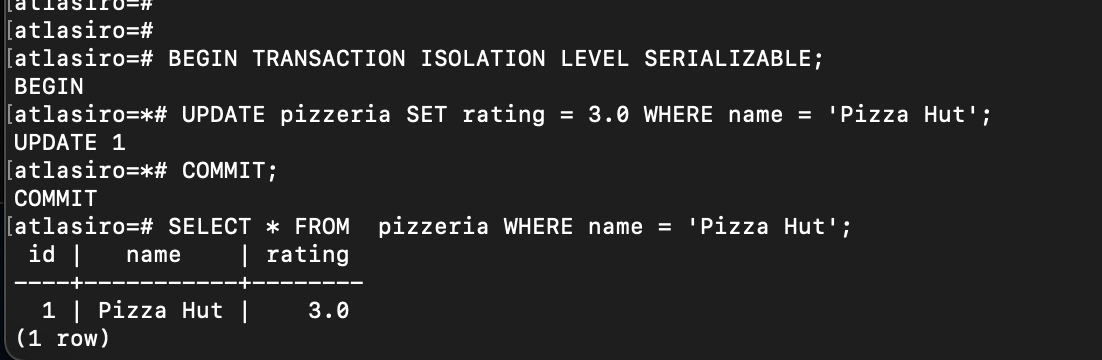 [atlasiro=#
[atlasiro=#
[atlasiro=# BEGIN TRANSACTION ISOLATION LEVEL SERIALIZABLE;
BEGIN
[atlasiro=*# UPDATE pizzeria SET rating = 3.0 WHERE name = 'Pizza Hut';
UPDATE 1
[atlasiro=*# COMMIT;
COMMIT
[atlasiro=# SELECT * FROM  pizzeria WHERE name = 'Pizza Hut';
 id |   name    | rating
----+-----------+--------
  1 | Pizza Hut |    3.0
(1 row)